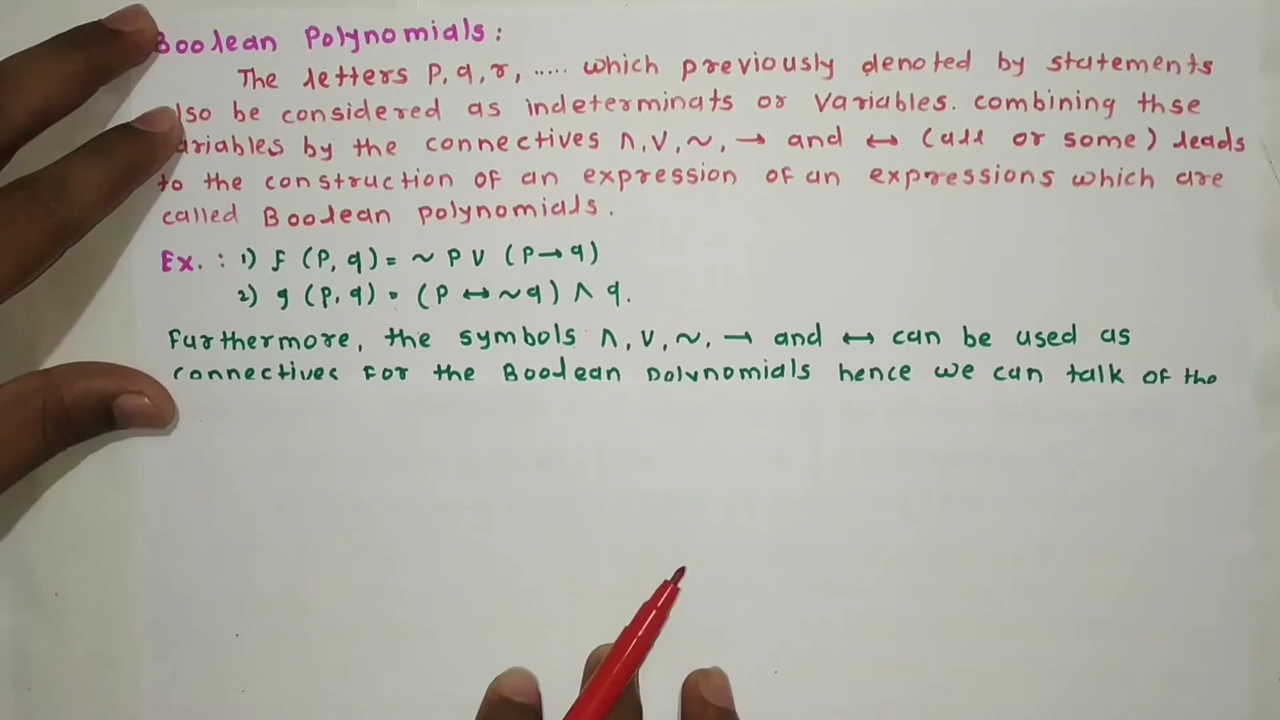 Boolean Polynomials:
The letters P, q, r, ..... which previously denoted by statements
also be considered as indeterminats or variables. combining thse
variables by the connectives ∧, ∨, ~, → and ↔ (all or some) leads
to the construction of an expression of an expressions which are
called Boolean polynomials.
Ex. : 1) f (P, q) = ~ P ∨ (P → q)
2) g (P, q) = (P ↔ ~q) ∧ q.
Furthermore, the symbols ∧, ∨, ~, → and ↔ can be used as
connectives for the Boolean polynomials hence we can talk of the